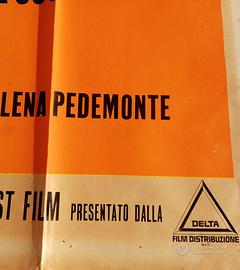 LENA PEDEMONTE
ST FILM PRESENTATO DALLA
DELTA
FILM DISTRIBUZIONE